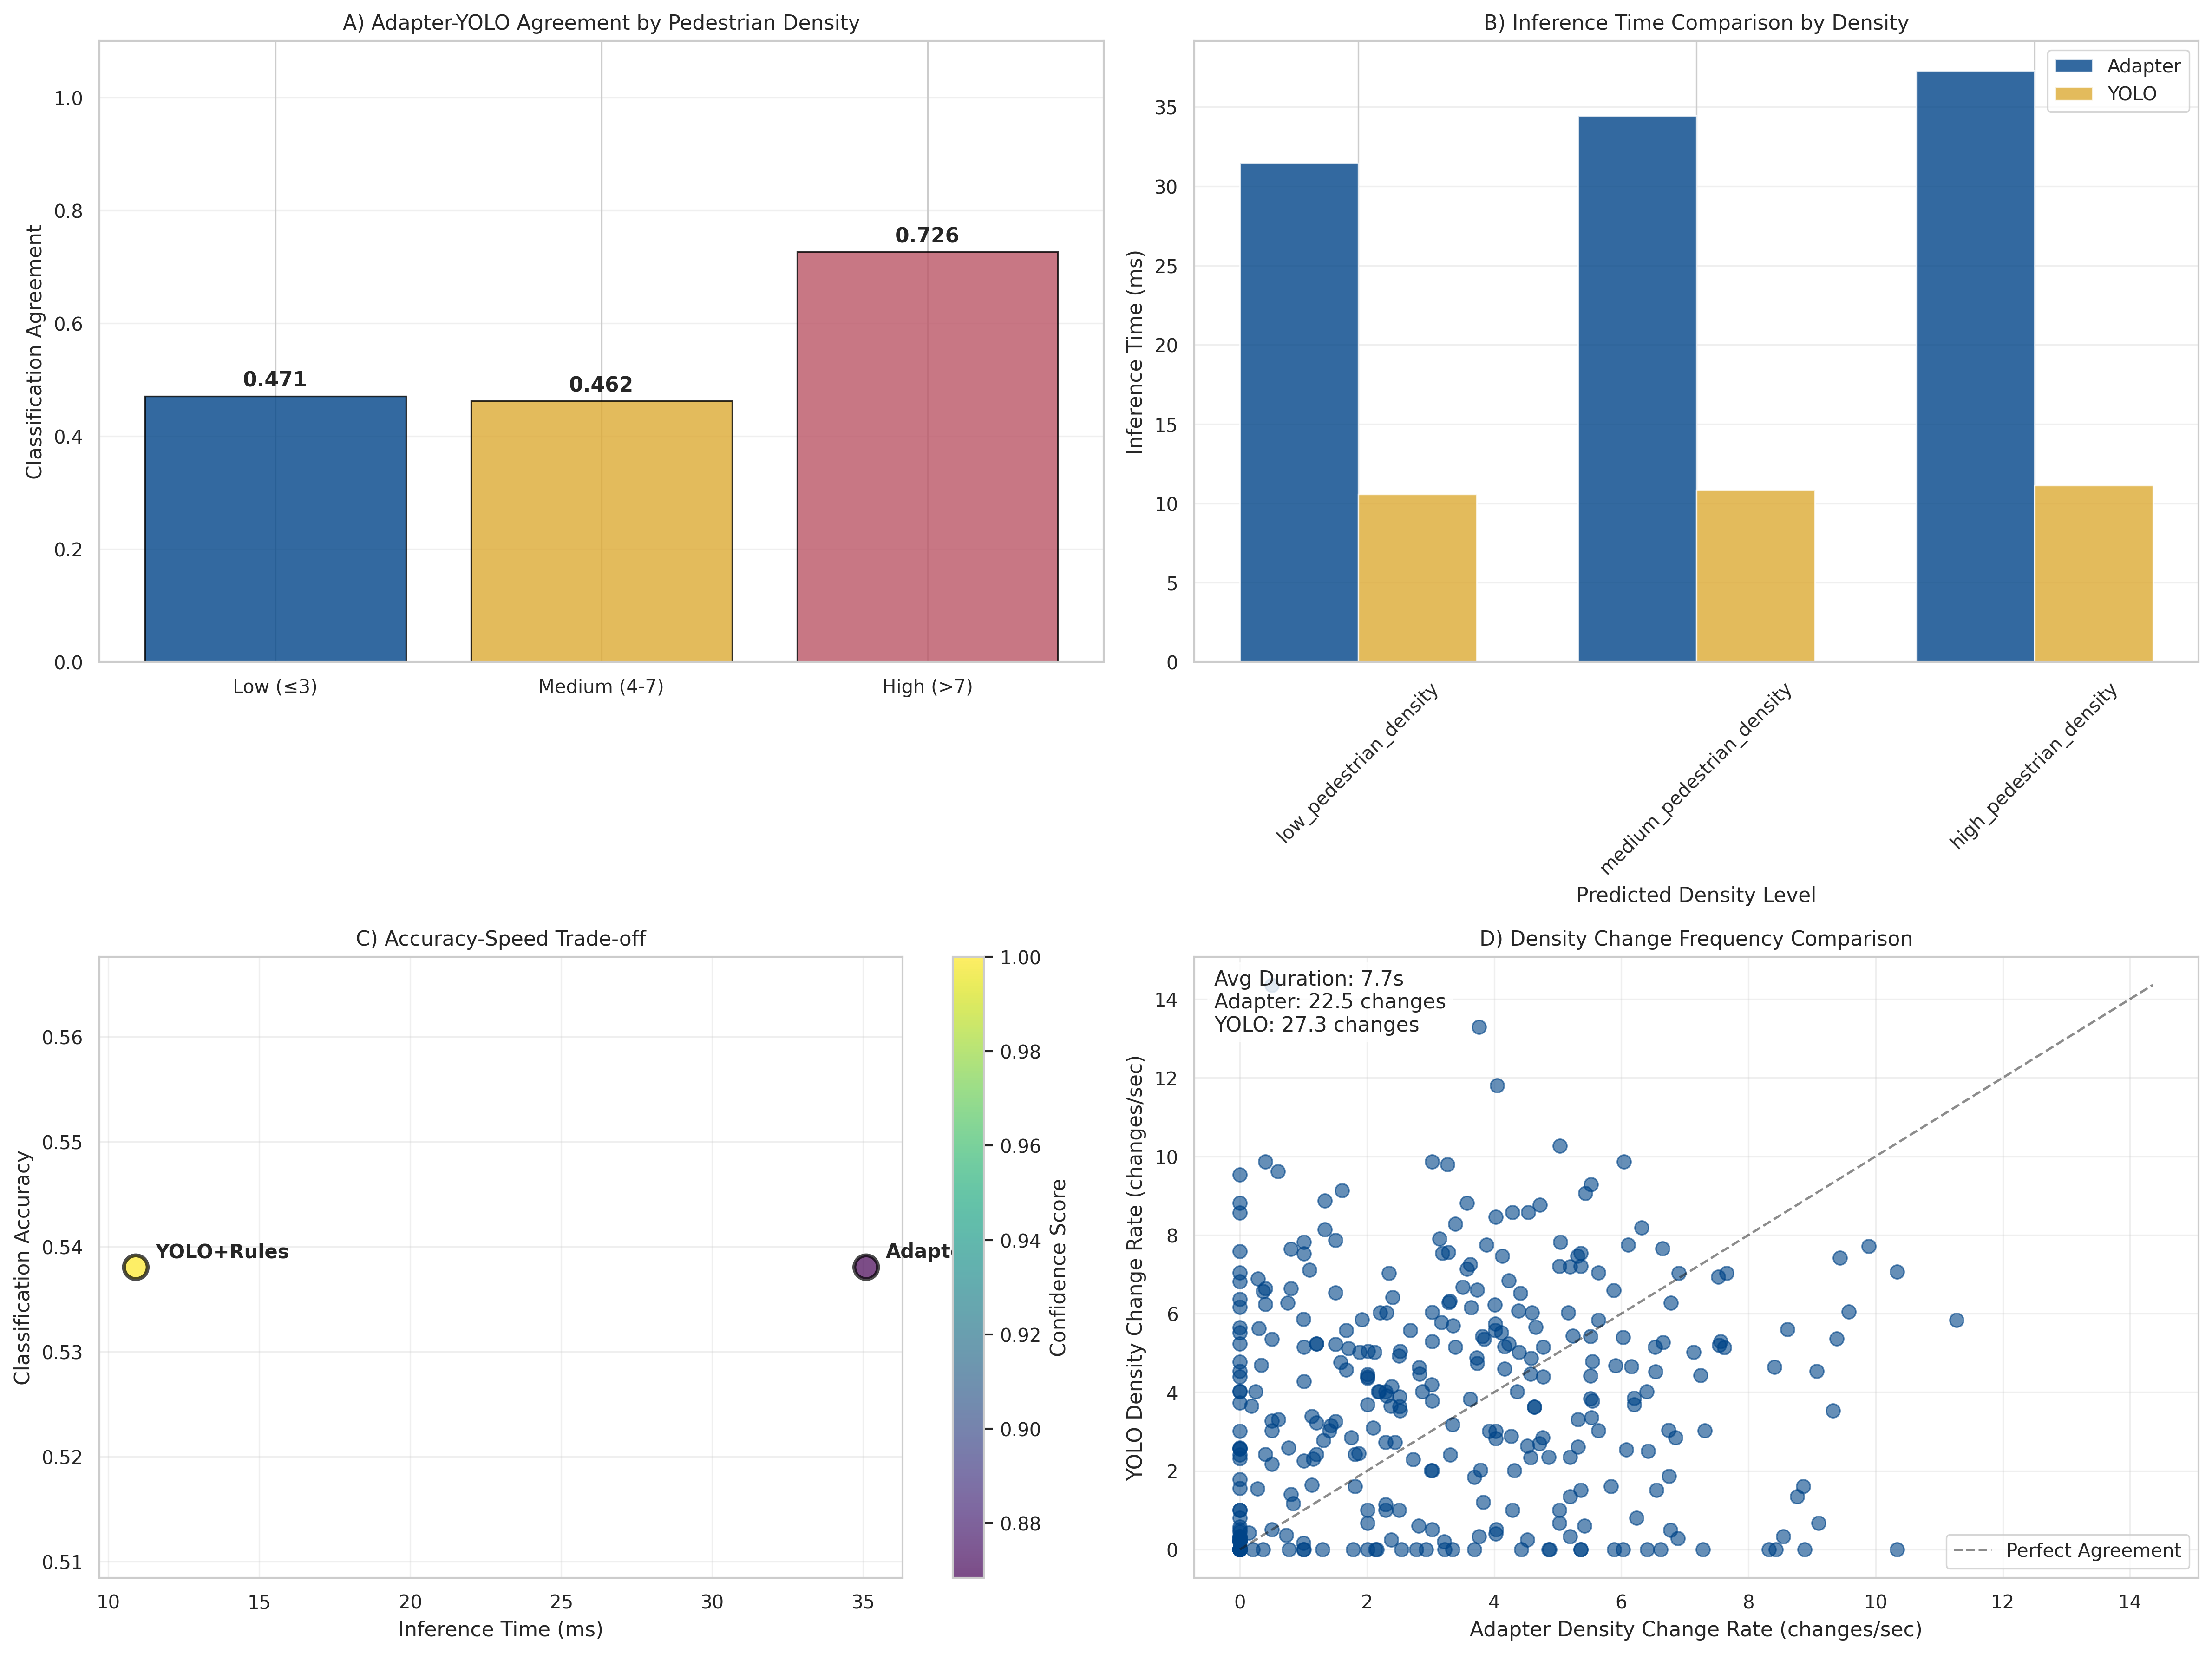 A) Adapter-YOLO Agreement by Pedestrian Density
Classification Agreement
1.0
0.8
0.6
0.4
0.2
0.0
0.471
0.462
0.726
Low (≤3)
Medium (4-7)
High (>7)
B) Inference Time Comparison by Density
Adapter
YOLO
Inference Time (ms)
35
30
25
20
15
10
5
0
low_pedestrian_density
medium_pedestrian_density
high_pedestrian_density
Predicted Density Level
C) Accuracy-Speed Trade-off
Classification Accuracy
0.56
0.55
0.54
0.53
0.52
0.51
YOLO+Rules
Adapt
10
15
20
25
30
35
Inference Time (ms)
1.00
0.98
0.96
0.94
0.92
0.90
0.88
Confidence Score
D) Density Change Frequency Comparison
Avg Duration: 7.7s
Adapter: 22.5 changes
YOLO: 27.3 changes
YOLO Density Change Rate (changes/sec)
14
12
10
8
6
4
2
0
Perfect Agreement
0
2
4
6
8
10
12
14
Adapter Density Change Rate (changes/sec)